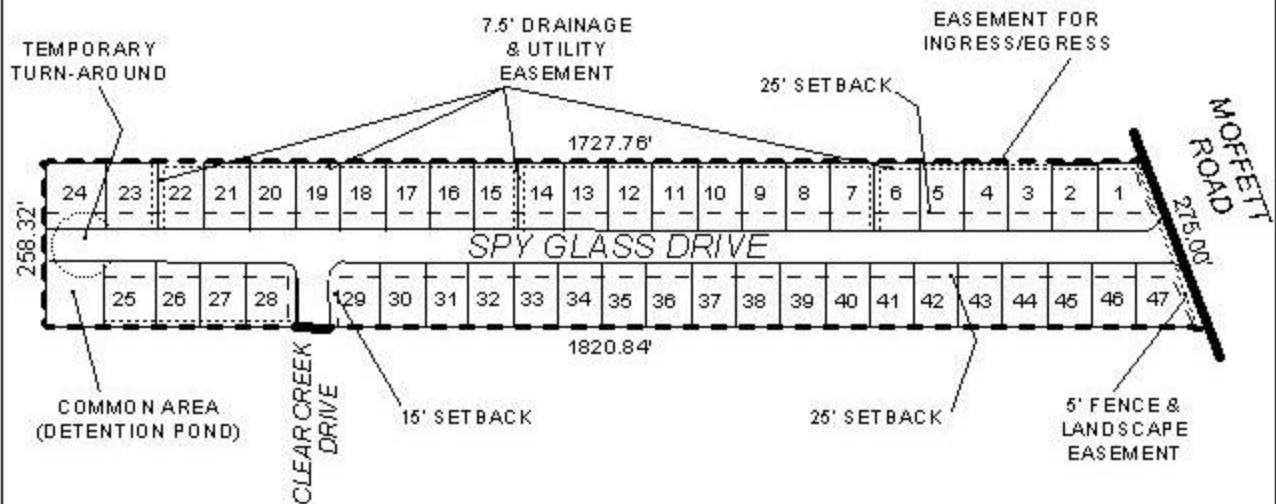 TEMPORARY
TURN-AROUND
7.5' DRAINAGE
& UTILITY
EASEMENT
EASEMENT FOR
INGRESS/EGRESS
25' SETBACK
MOFFETT
ROAD
1727.76'
24 23 22 21 20 19 18 17 16 15 14 13 12 11 10 9 8 7 6 5 4 3 2 1
258.32'
275.00'
SPY GLASS DRIVE
25 26 27 28 29 30 31 32 33 34 35 36 37 38 39 40 41 42 43 44 45 46 47
1820.84'
COMMON AREA
(DETENTION POND)
CLEAR CREEK
DRIVE
15' SETBACK
25' SETBACK
5' FENCE &
LANDSCAPE
EASEMENT